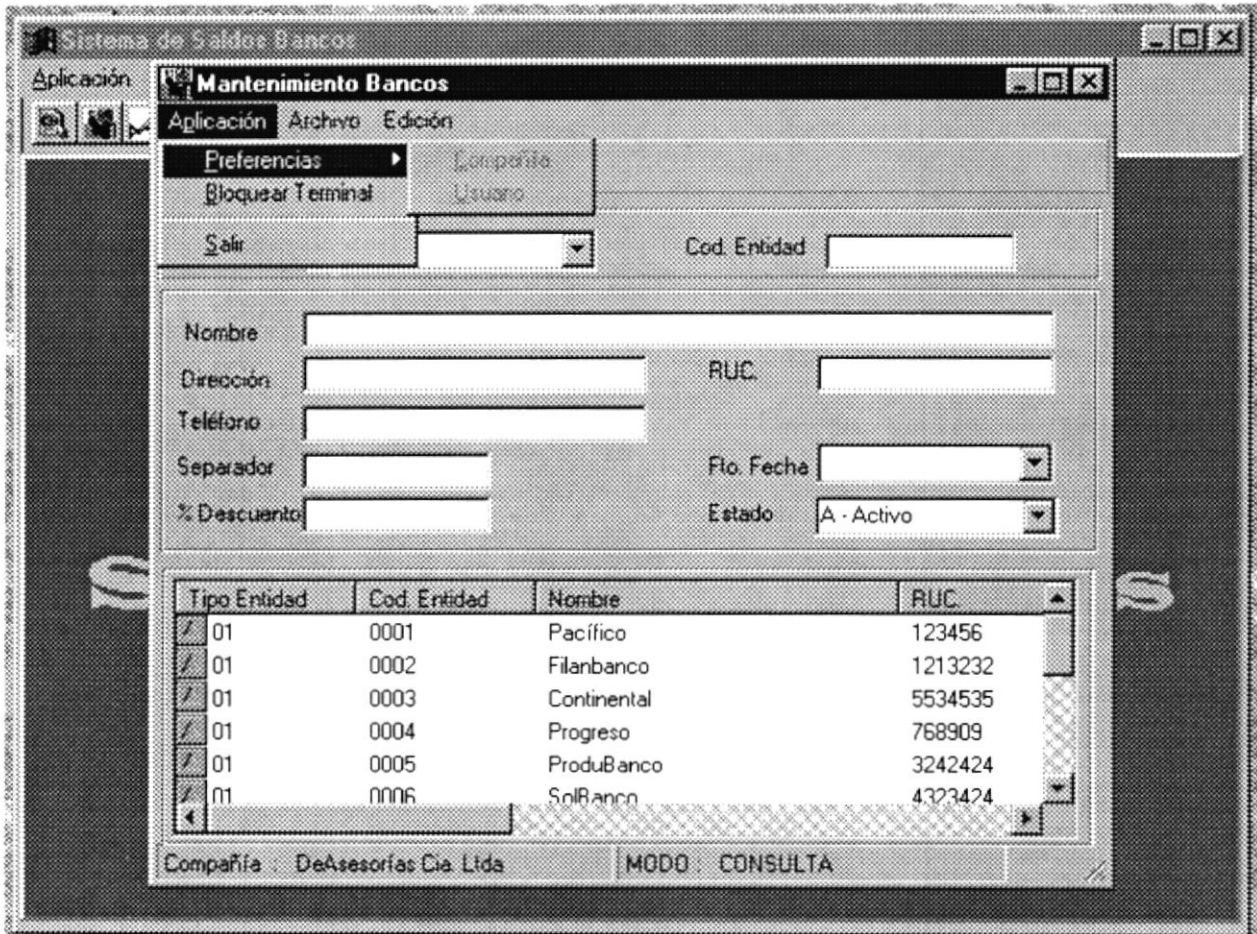 Sistema de Saldos Bancos
Aplicación
Mantenimiento Bancos
Aplicación Archivo Edición
Preferencias Compañía
Bloquear Terminal Usuario
Salir
Cod. Entidad
Nombre
Dirección RUC.
Teléfono
Separador Fto. Fecha
% Descuento Estado A - Activo
Tipo Entidad Cod. Entidad Nombre RUC.
01 0001 Pacífico 123456
01 0002 Filanbanco 1213232
01 0003 Continental 5534535
01 0004 Progreso 768909
01 0005 ProduBanco 3242424
01 0006 SolBanco 4323424
Compañía : DeAsesorías Cia. Ltda MODO : CONSULTA